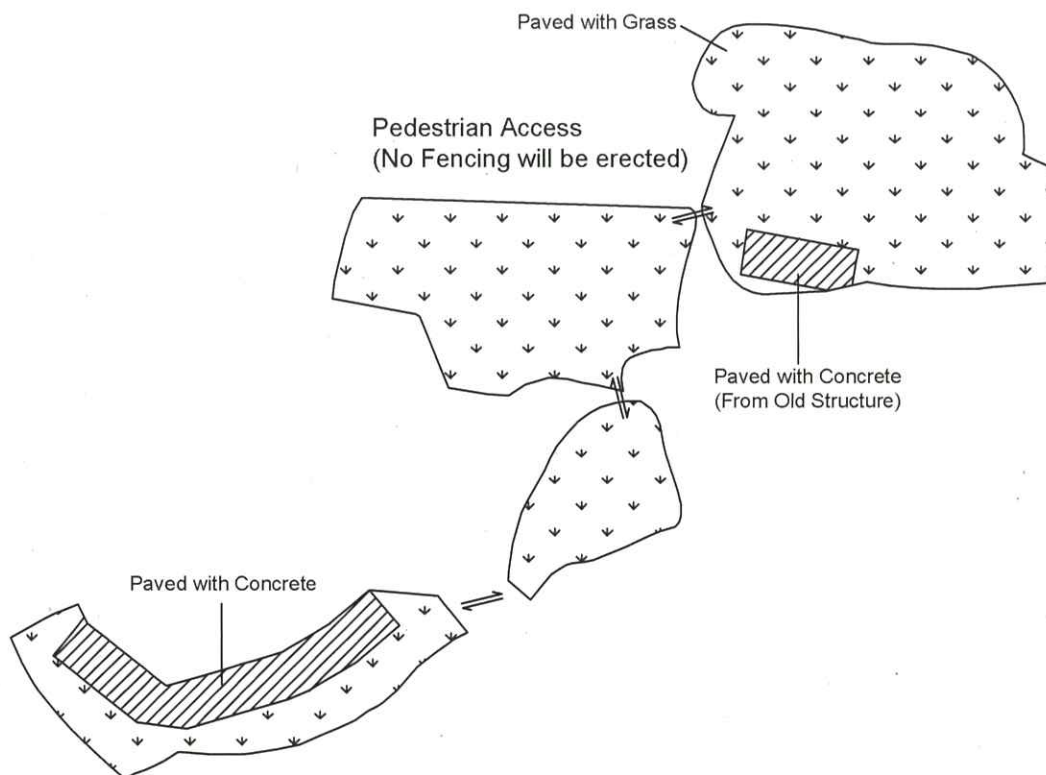 Paved with Grass
Pedestrian Access
(No Fencing will be erected)
Paved with Concrete
(From Old Structure)
Paved with Concrete